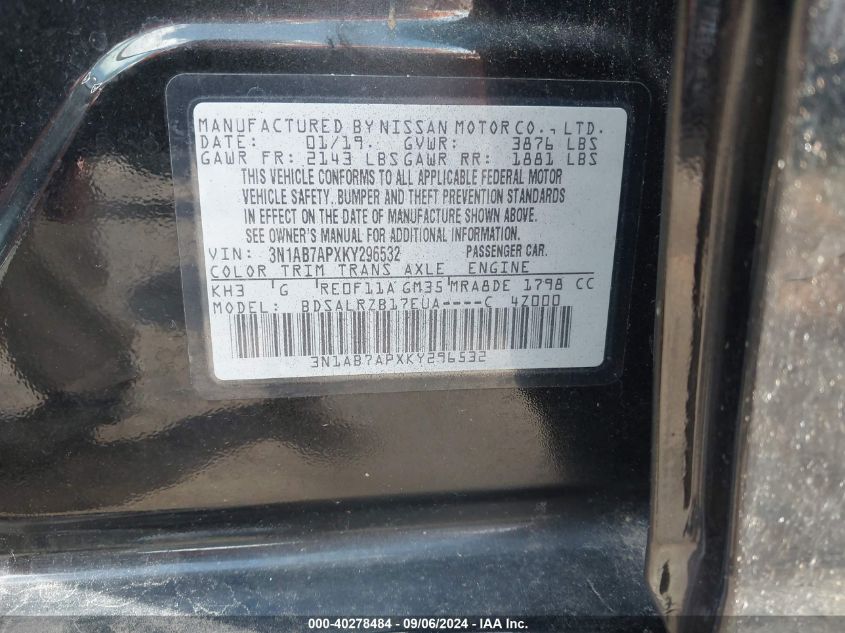 MANUFACTURED BY NISSAN MOTOR CO., LTD.
DATE: 01/19. GVWR: 3876 LBS
GAWR FR: 2143 LBS GAWR RR: 1881 LBS
THIS VEHICLE CONFORMS TO ALL APPLICABLE FEDERAL MOTOR
VEHICLE SAFETY, BUMPER AND THEFT PREVENTION STANDARDS
IN EFFECT ON THE DATE OF MANUFACTURE SHOWN ABOVE.
SEE OWNER'S MANUAL FOR ADDITIONAL INFORMATION.
VIN: 3N1AB7APXKY296532 PASSENGER CAR.
COLOR TRIM TRANS AXLE ENGINE
KH3 G RE0F11A GM35 MRA8DE 1798 CC
MODEL: BDSALRZB17EUA----C 4Z000
3N1AB7APXKY296532
000-40278484 - 09/06/2024 - IAA Inc.